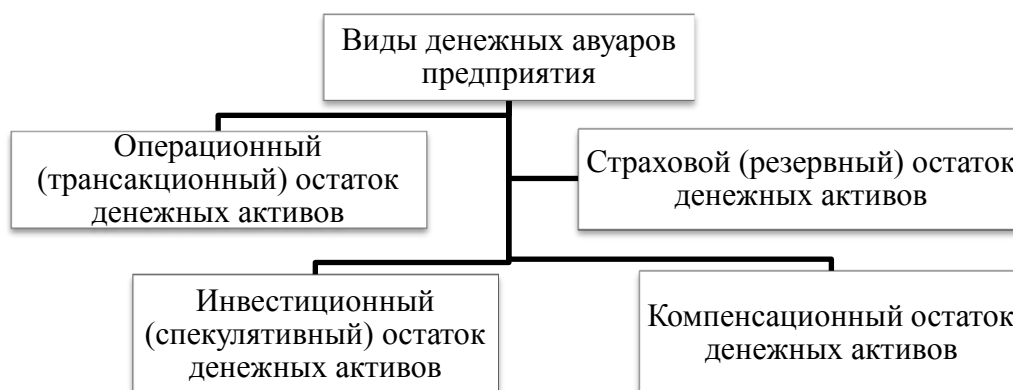 Виды денежных авуаров
предприятия
Операционный
(трансакционный) остаток
денежных активов
Страховой (резервный) остаток
денежных активов
Инвестиционный
(спекулятивный) остаток
денежных активов
Компенсационный остаток
денежных активов